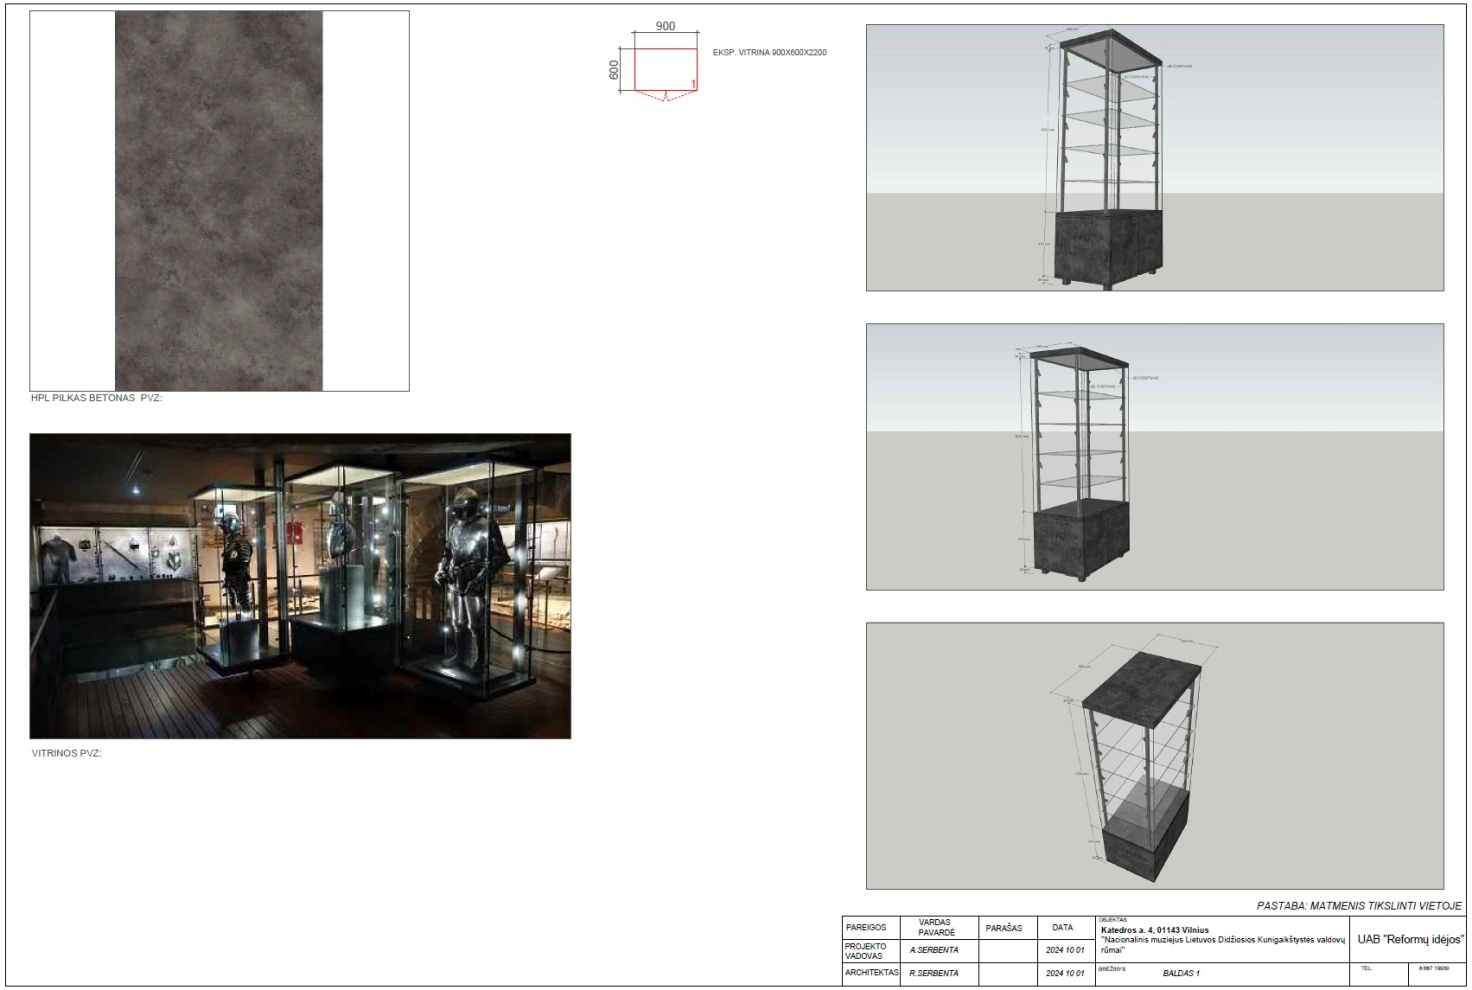 900
600
1
EKSP. VITRINA 900X600X2200
HPL PILKAS BETONAS PVZ:
VITRINOS PVZ:
PASTABA: MATMENIS TIKSLINTI VIETOJE
PAREIGOS
VARDAS
PAVARDĖ
PARAŠAS
DATA
OBJEKTAS
Katedros a. 4, 01143 Vilnius
"Nacionalinis muziejus Lietuvos Didžiosios Kunigaikštystės valdovų
rūmai"
UAB "Reformų idėjos"
PROJEKTO
VADOVAS
A.SERBENTA
2024 10 01
ARCHITEKTAS
R.SERBENTA
2024 10 01
BRĖŽINYS
BALDAS 1
TEL.